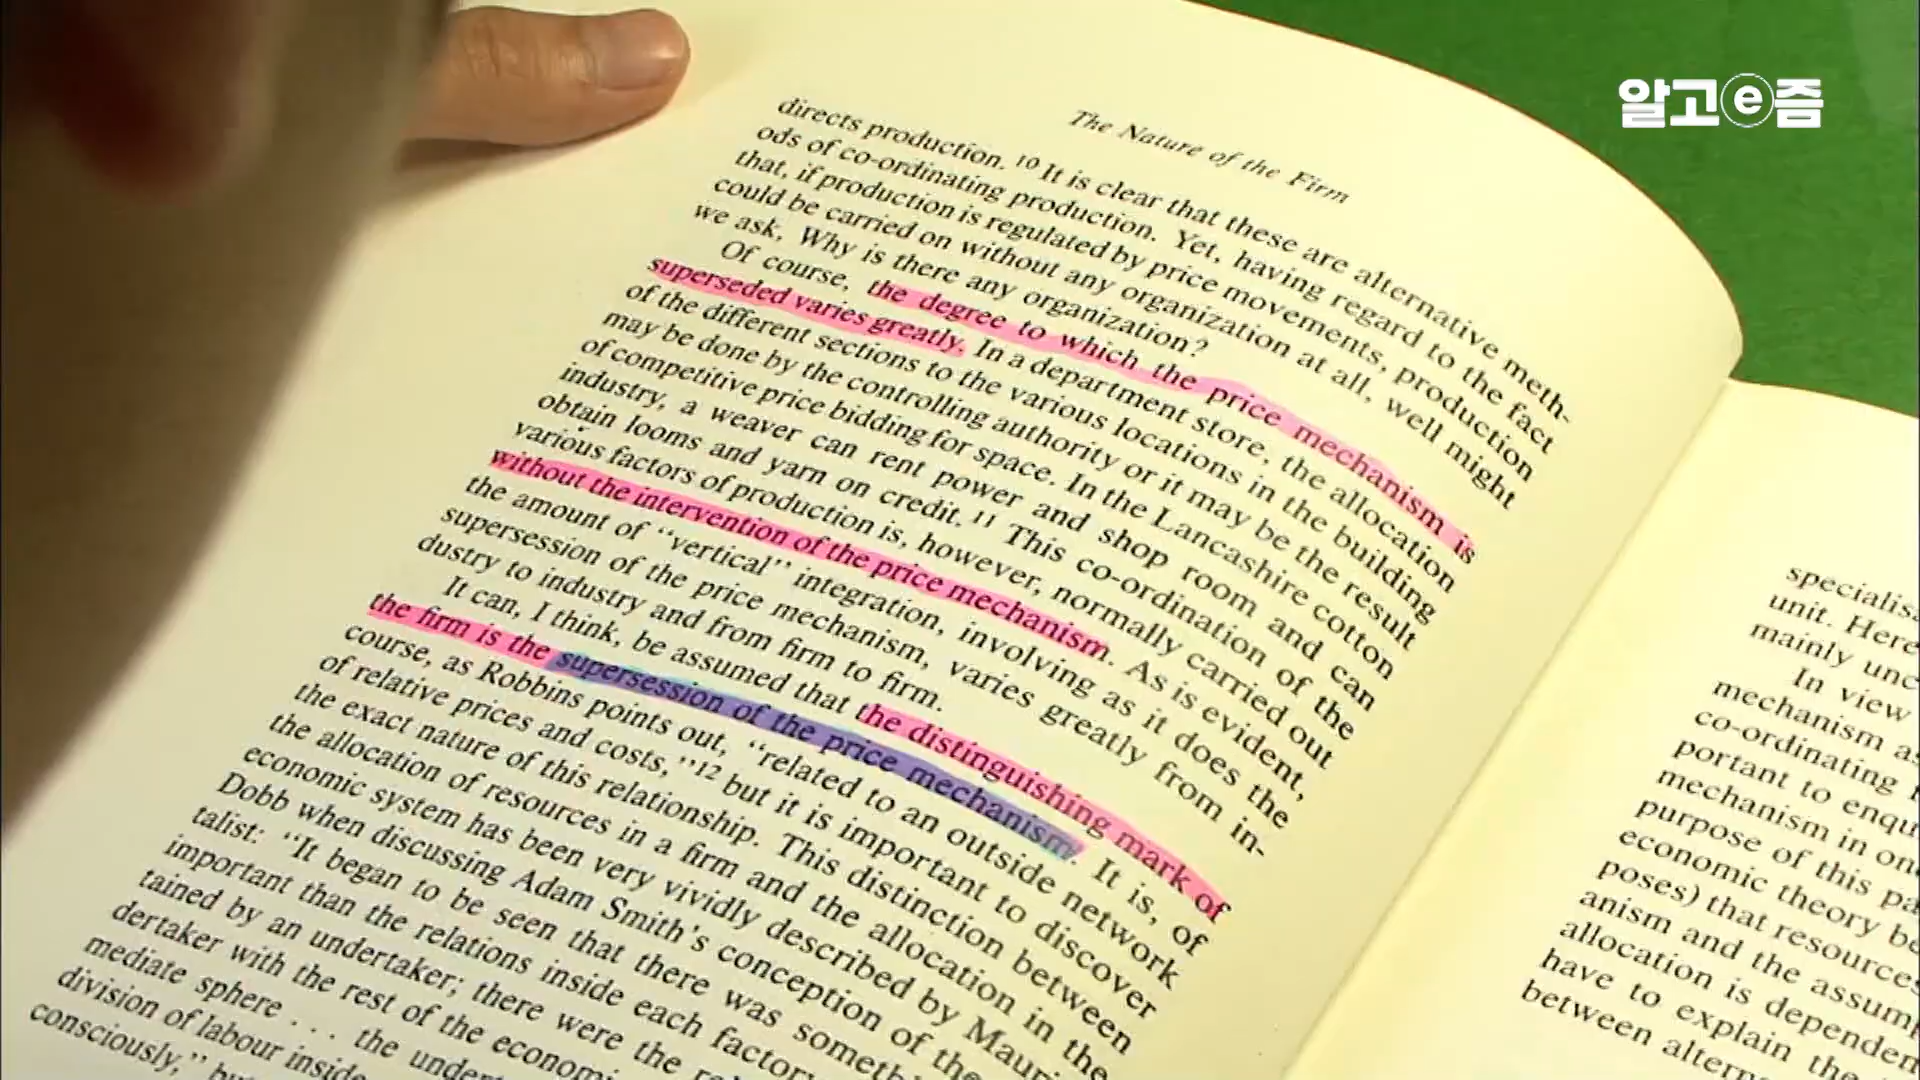 알고e즘
The Nature of the Firm
directs production.10 It is clear that these are alternative meth-
ods of co-ordinating production. Yet, having regard to the fact
that, if production is regulated by price movements, production
could be carried on without any organization at all, well might
we ask, Why is there any organization?
Of course, the degree to which the price mechanism is
superseded varies greatly. In a department store, the allocation
of the different sections to the various locations in the building
may be done by the controlling authority or it may be the result
of competitive price bidding for space. In the Lancashire cotton
industry, a weaver can rent power and shop room and can
obtain looms and yarn on credit.11 This co-ordination of the
various factors of production is, however, normally carried out
without the intervention of the price mechanism. As is evident,
the amount of "vertical" integration, involving as it does the
supersession of the price mechanism, varies greatly from in-
dustry to industry and from firm to firm.
It can, I think, be assumed that the distinguishing mark of
the firm is the supersession of the price mechanism. It is, of
course, as Robbins points out, "related to an outside network
of relative prices and costs,"12 but it is important to discover
the exact nature of this relationship. This distinction between
the allocation of resources in a firm and the allocation in the
economic system has been very vividly described by Mauri
Dobb when discussing Adam Smith's conception of the
talist: "It began to be seen that there was someth
important than the relations inside each factory
tained by an undertaker; there were the
dertaker with the rest of the economi
mediate sphere . . . the undert
division of labour inside
consciously,"
specialis
unit. Here
mainly unc
In view
mechanism as
co-ordinating
portant to enqu
mechanism in on
purpose of this pa
economic theory be
poses) that resources
anism and the assum
allocation is dependen
have to explain the
between altern